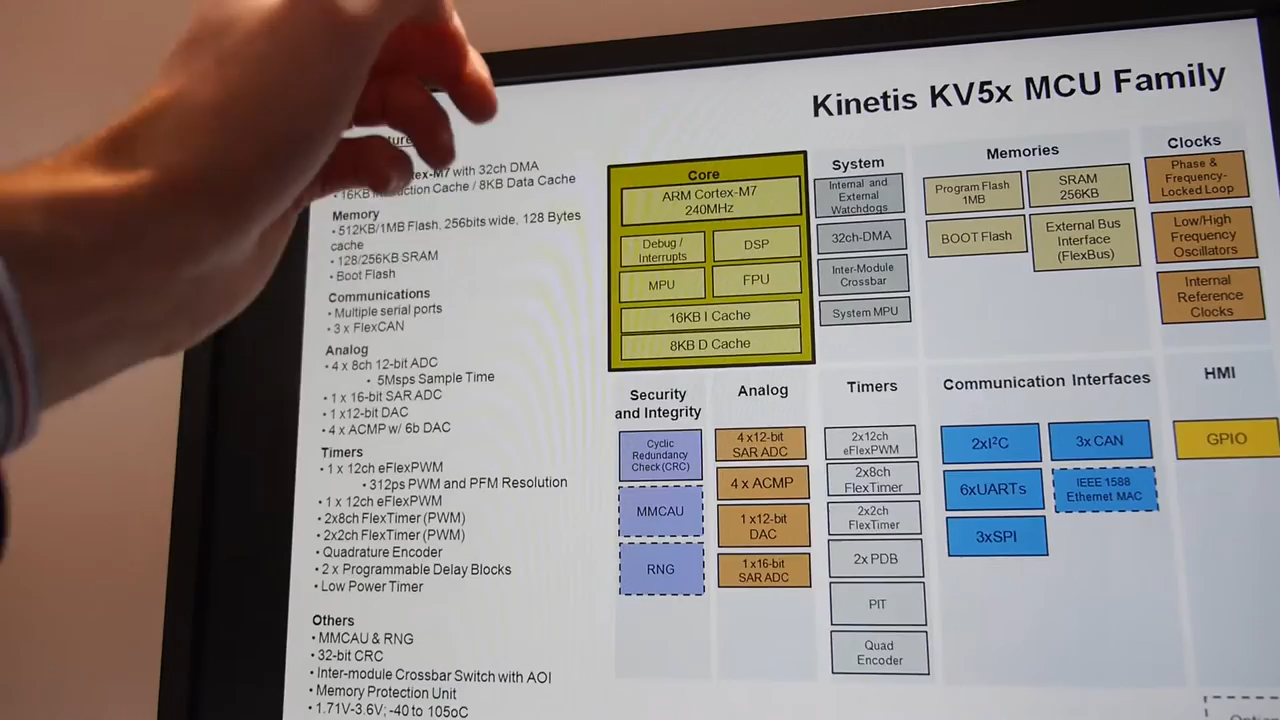 Kinetis KV5x MCU Family
with 32ch DMA
16KB Cache / 8KB Data Cache
Memory
• 512KB/1MB Flash, 256bits wide, 128 Bytes
cache
• 128/256KB SRAM
• Boot Flash
Communications
• Multiple serial ports
• 3 x FlexCAN
Analog
• 4 x 8ch 12-bit ADC
• 5Msps Sample Time
• 1 x 16-bit SAR ADC
• 1 x12-bit DAC
• 4 x ACMP w/ 6b DAC
Timers
• 1 x 12ch eFlexPWM
• 312ps PWM and PFM Resolution
• 1 x 12ch eFlexPWM
• 2x8ch FlexTimer (PWM)
• 2x2ch FlexTimer (PWM)
• Quadrature Encoder
• 2 x Programmable Delay Blocks
• Low Power Timer
Others
• MMCAU & RNG
• 32-bit CRC
• Inter-module Crossbar Switch with AOI
• Memory Protection Unit
• 1.71V-3.6V; -40 to 105oC
Core
ARM Cortex-M7
240MHz
Debug /
Interrupts
DSP
MPU
FPU
16KB I Cache
8KB D Cache
System
Internal and
External
Watchdogs
32ch-DMA
Inter-Module
Crossbar
System MPU
Memories
Program Flash
1MB
SRAM
256KB
BOOT Flash
External Bus
Interface
(FlexBus)
Clocks
Phase &
Frequency-
Locked Loop
Low/High
Frequency
Oscillators
Internal
Reference
Clocks
Security
and Integrity
Cyclic
Redundancy
Check (CRC)
MMCAU
RNG
Analog
4 x12-bit
SAR ADC
4 x ACMP
1 x12-bit
DAC
1 x16-bit
SAR ADC
Timers
2x12ch
eFlexPWM
2x8ch
FlexTimer
2x2ch
FlexTimer
2x PDB
PIT
Quad
Encoder
Communication Interfaces
2xI²C
3x CAN
6xUARTs
IEEE 1588
Ethernet MAC
3xSPI
HMI
GPIO